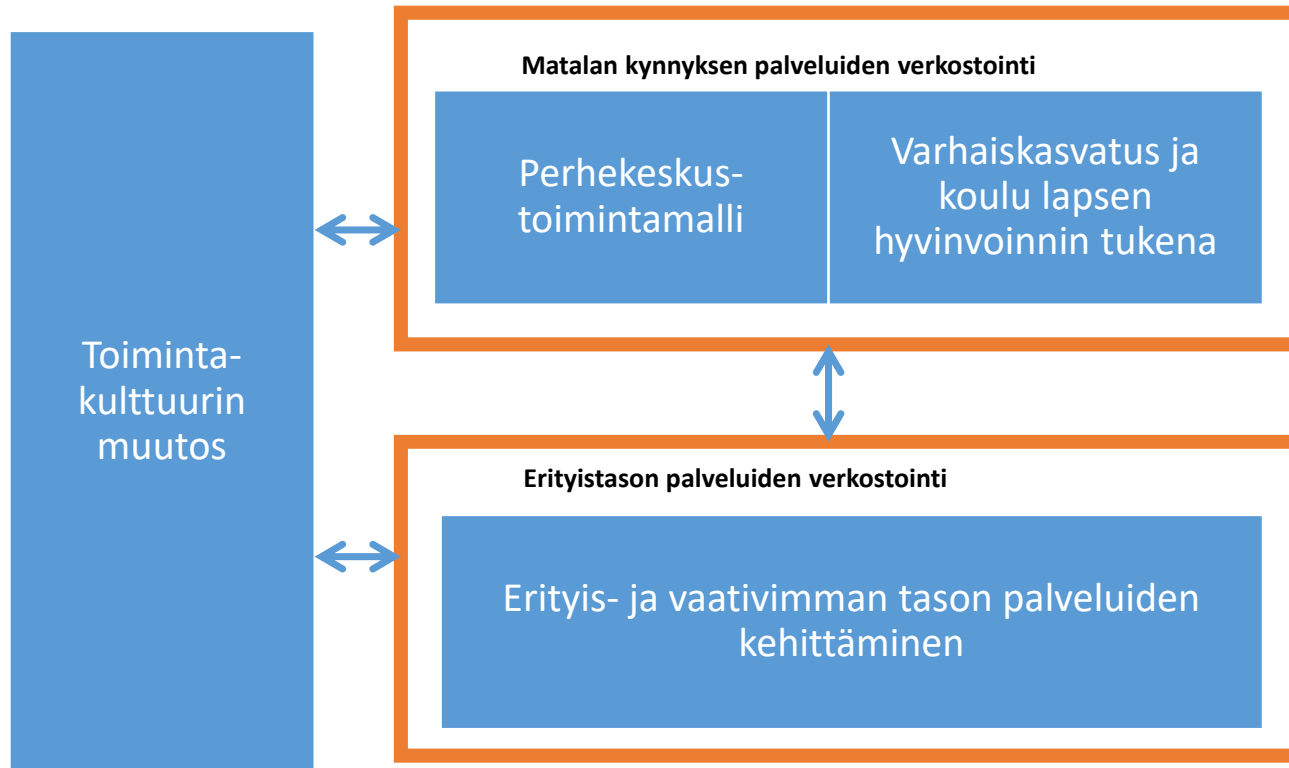 Matalan kynnyksen palveluiden verkostointi
Perhekeskus-
toimintamalli
Varhaiskasvatus ja
koulu lapsen
hyvinvoinnin tukena
Toiminta-
kulttuurin
muutos
Erityistason palveluiden verkostointi
Erityis- ja vaativimman tason palveluiden
kehittäminen